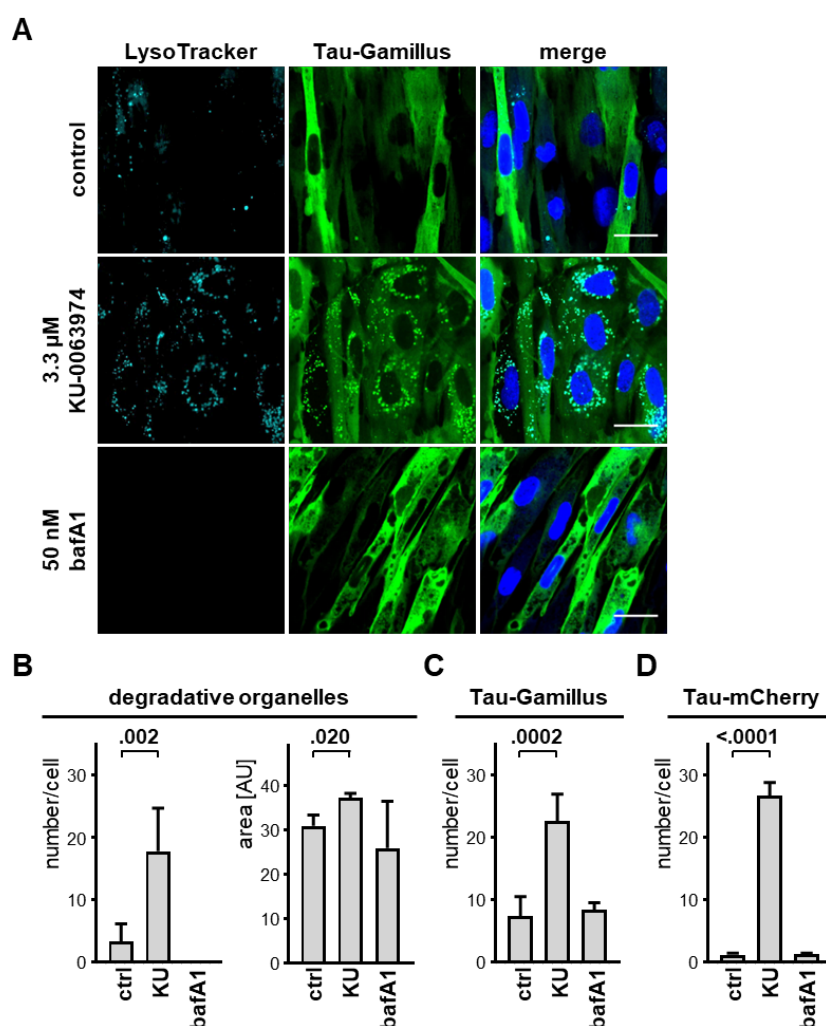 A
LysoTracker Tau-Gamillus merge
control
3.3 µM
KU-0063974
50 nM
bafA1
B C D
degradative organelles Tau-Gamillus Tau-mCherry
.002 .020 .0002 <.0001
number/cell
30
20
10
0
ctrl KU bafA1
area [AU]
40
30
20
10
0
ctrl KU bafA1
number/cell
30
20
10
0
ctrl KU bafA1
number/cell
30
20
10
0
ctrl KU bafA1